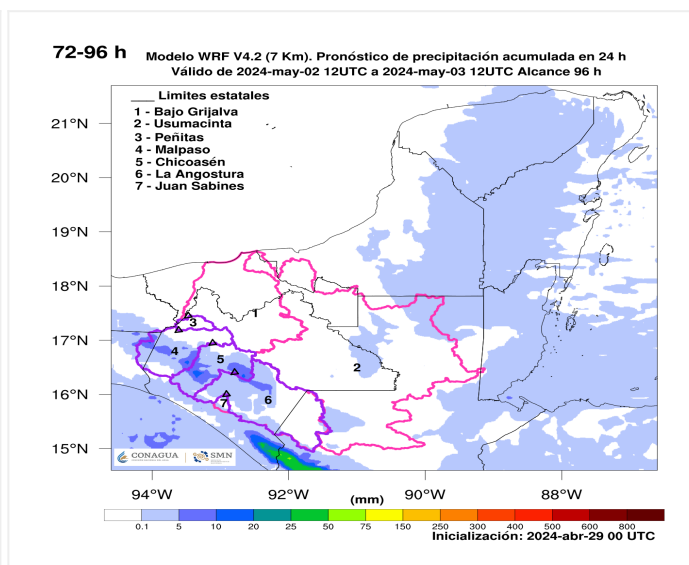 72-96 h
Modelo WRF V4.2 (7 Km). Pronóstico de precipitación acumulada en 24 h
Válido de 2024-may-02 12UTC a 2024-may-03 12UTC Alcance 96 h
Limites estatales
1 - Bajo Grijalva
2 - Usumacinta
3 - Peñitas
4 - Malpaso
5 - Chicoasén
6 - La Angostura
7 - Juan Sabines
21°N
20°N
19°N
18°N
17°N
16°N
15°N
1
3
4
5
2
7
6
CONAGUA
SMN
94°W 92°W 90°W 88°W
(mm)
0.1 5 10 20 25 50 75 150 250 300 400 500 600 800
Inicialización: 2024-abr-29 00 UTC